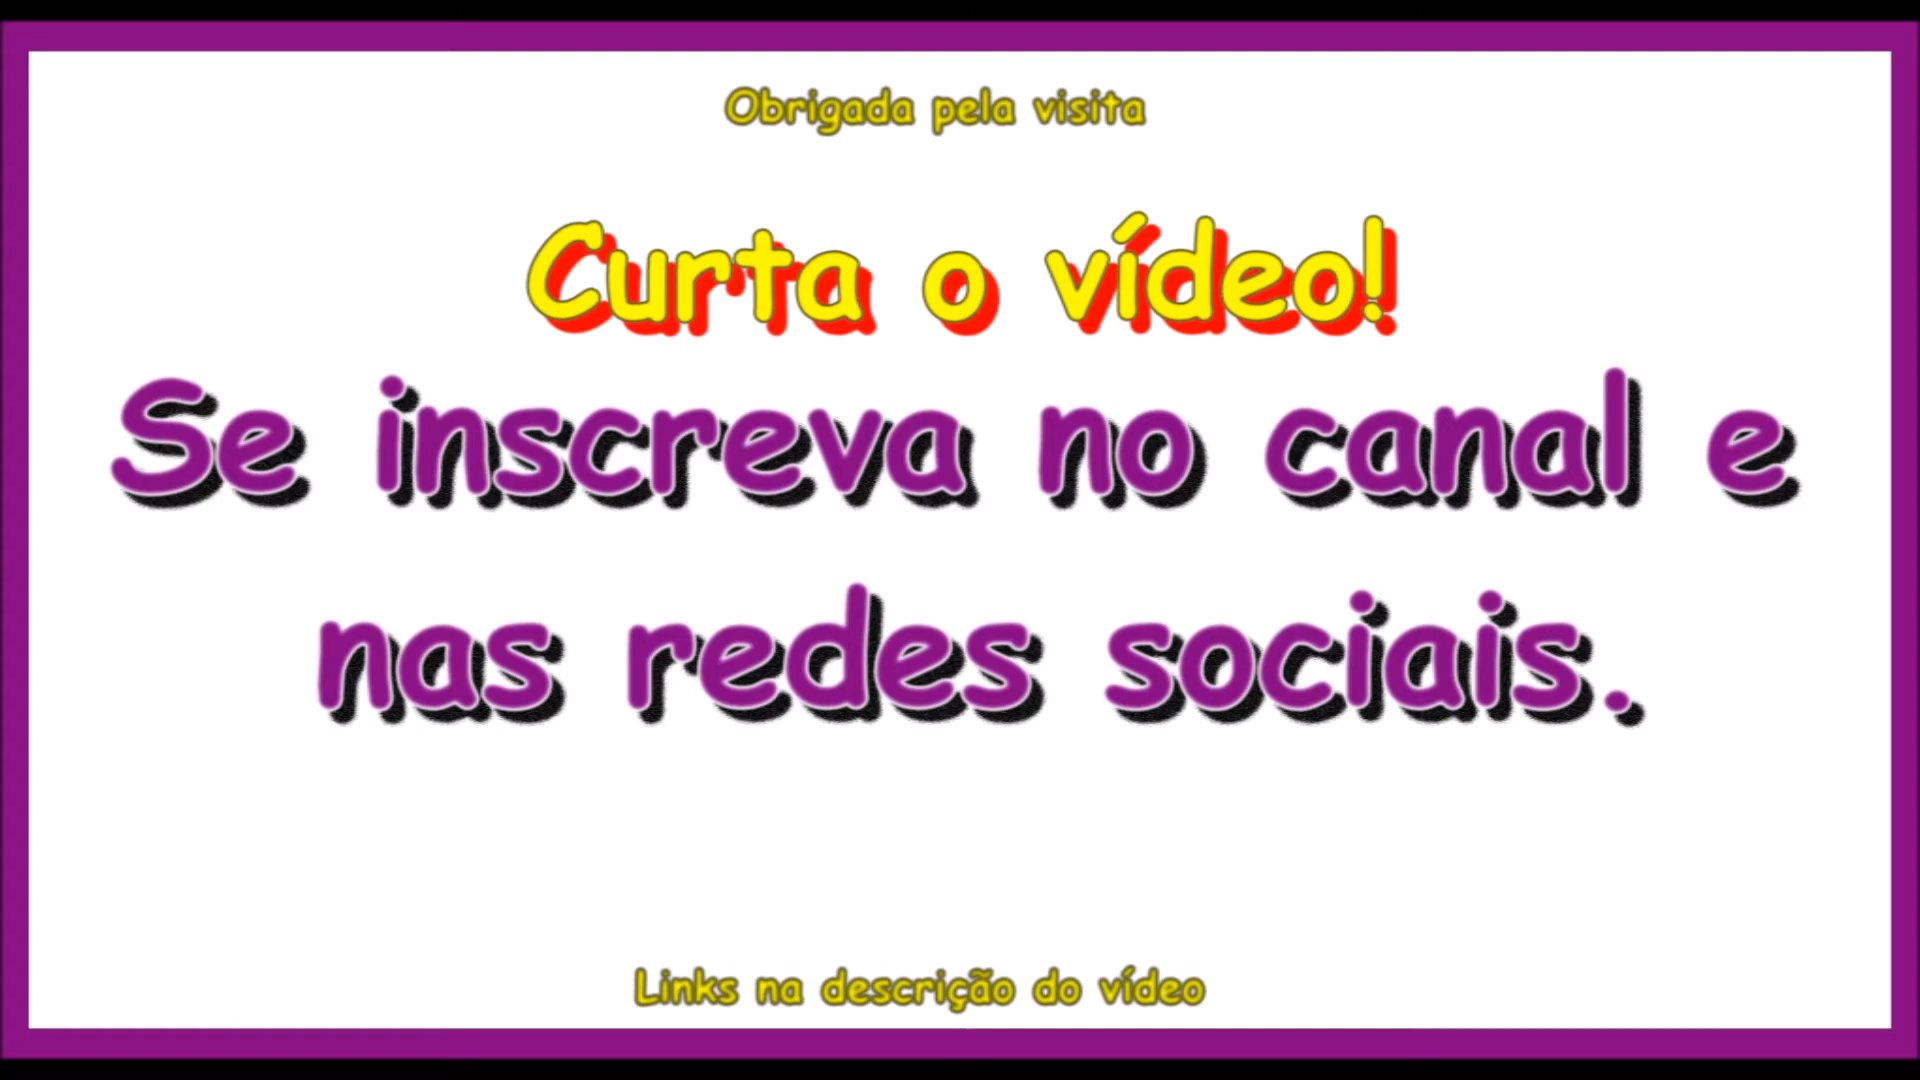 Obrigada pela visita
Curta o vídeo!
Se inscreva no canal e
nas redes sociais.
Links na descrição do vídeo